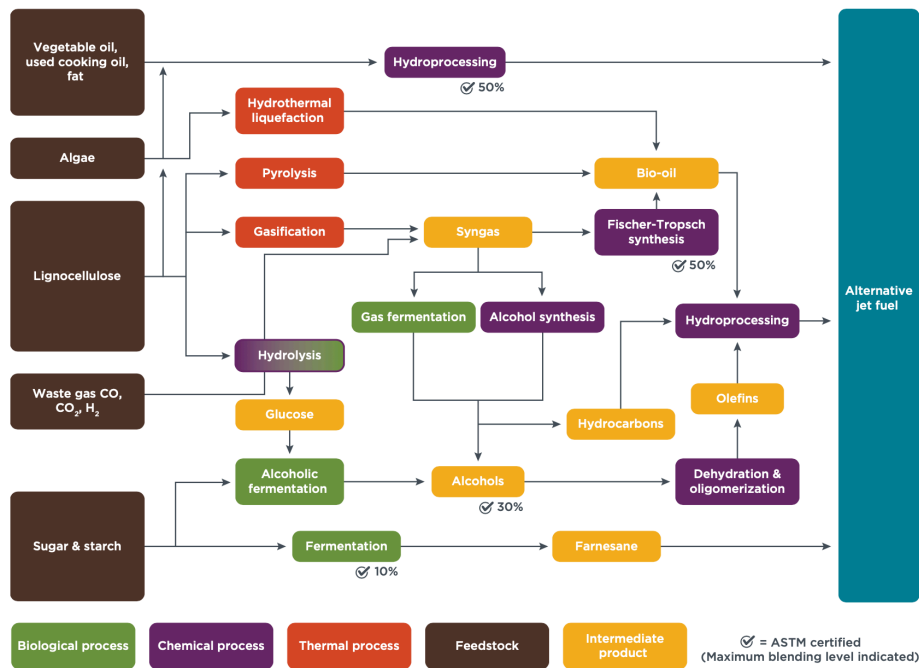 Vegetable oil,
used cooking oil,
fat
Hydroprocessing
50%
Hydrothermal
liquefaction
Algae
Pyrolysis
Bio-oil
Lignocellulose
Gasification
Syngas
Fischer-Tropsch
synthesis
50%
Alternative
jet fuel
Gas fermentation
Alcohol synthesis
Hydroprocessing
Hydrolysis
Waste gas CO,
CO₂, H₂
Glucose
Hydrocarbons
Olefins
Alcoholic
fermentation
Alcohols
30%
Dehydration &
oligomerization
Sugar & starch
Fermentation
10%
Farnesane
Biological process
Chemical process
Thermal process
Feedstock
Intermediate
product
= ASTM certified
(Maximum blending level indicated)